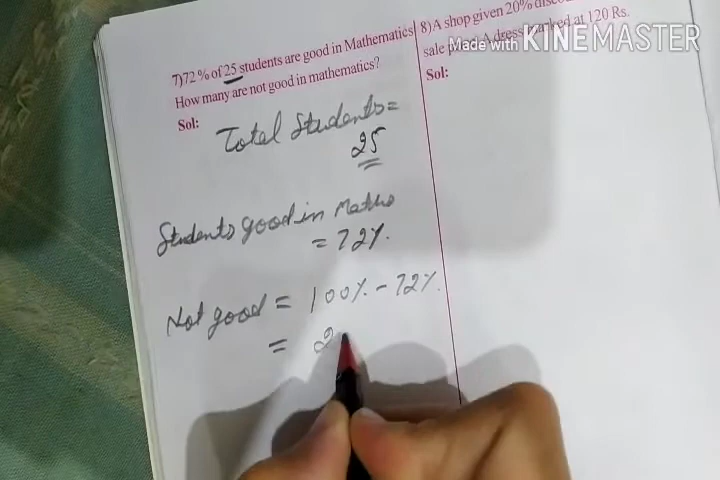 7) 72 % of 25 students are good in Mathematics
How many are not good in mathematics?
Sol:
Total Students =
25
Students good in Maths
= 72%.
Not good = 100% - 72%.
= 2
8) A shop given 20%
sale A dress marked at 120 Rs.
Sol:
Made with KINEMASTER